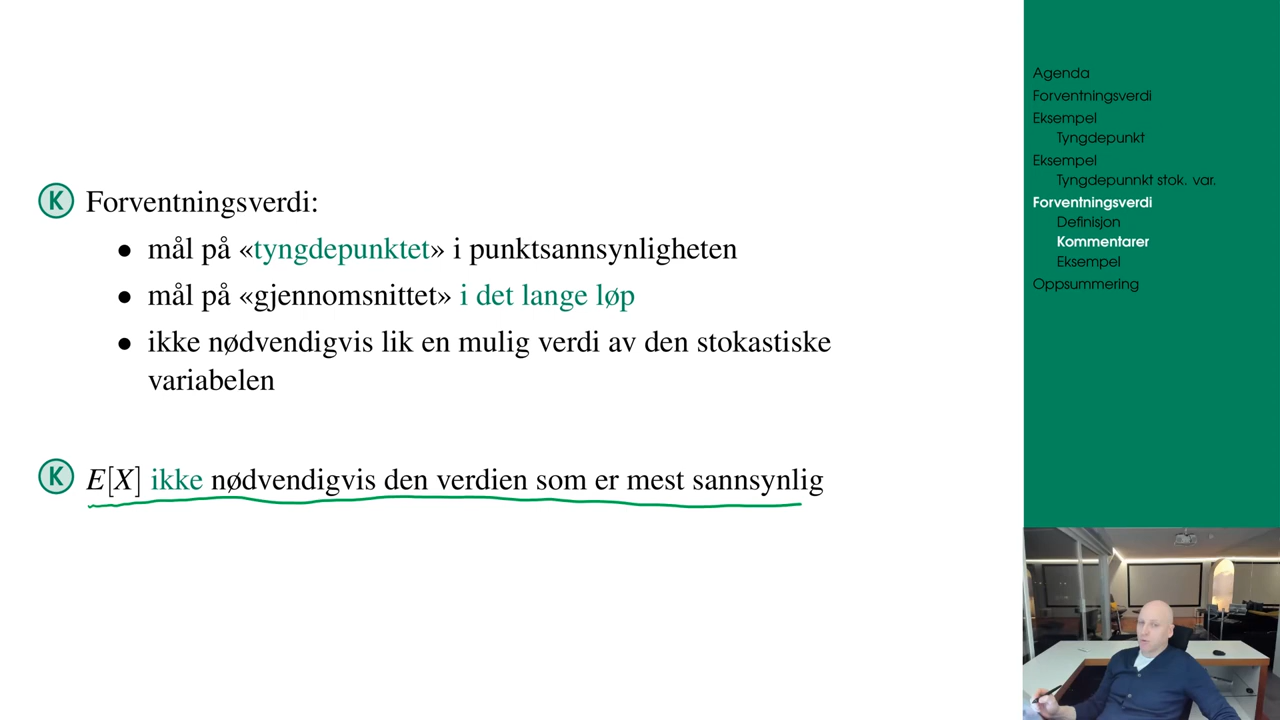 K Forventningsverdi:
• mål på «tyngdepunktet» i punktsannsynligheten
• mål på «gjennomsnittet» i det lange løp
• ikke nødvendigvis lik en mulig verdi av den stokastiske
variabelen
K E[X] ikke nødvendigvis den verdien som er mest sannsynlig
Agenda
Forventningsverdi
Eksempel
Tyngdepunkt
Eksempel
Tyngdepunnkt stok. var.
Forventningsverdi
Definisjon
Kommentarer
Eksempel
Oppsummering